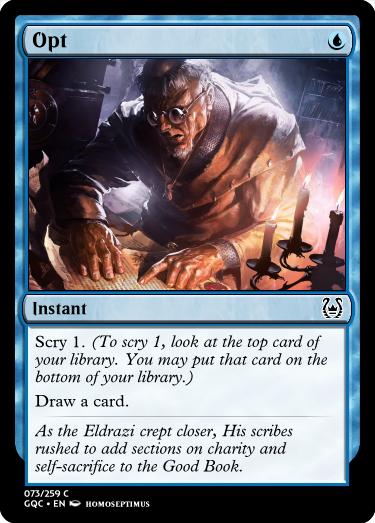 Opt
Instant
Scry 1. (To scry 1, look at the top card of
your library. You may put that card on the
bottom of your library.)
Draw a card.
As the Eldrazi crept closer, His scribes
rushed to add sections on charity and
self-sacrifice to the Good Book.
073/259 C
GQC • EN HOMOSEPTIMUS